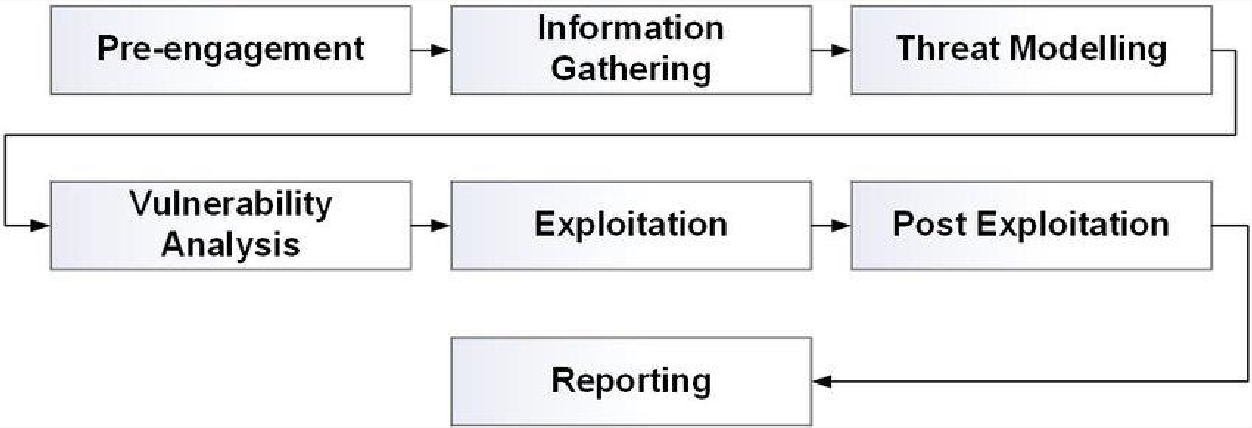 Pre-engagement
Information
Gathering
Threat Modelling
Vulnerability
Analysis
Exploitation
Post Exploitation
Reporting